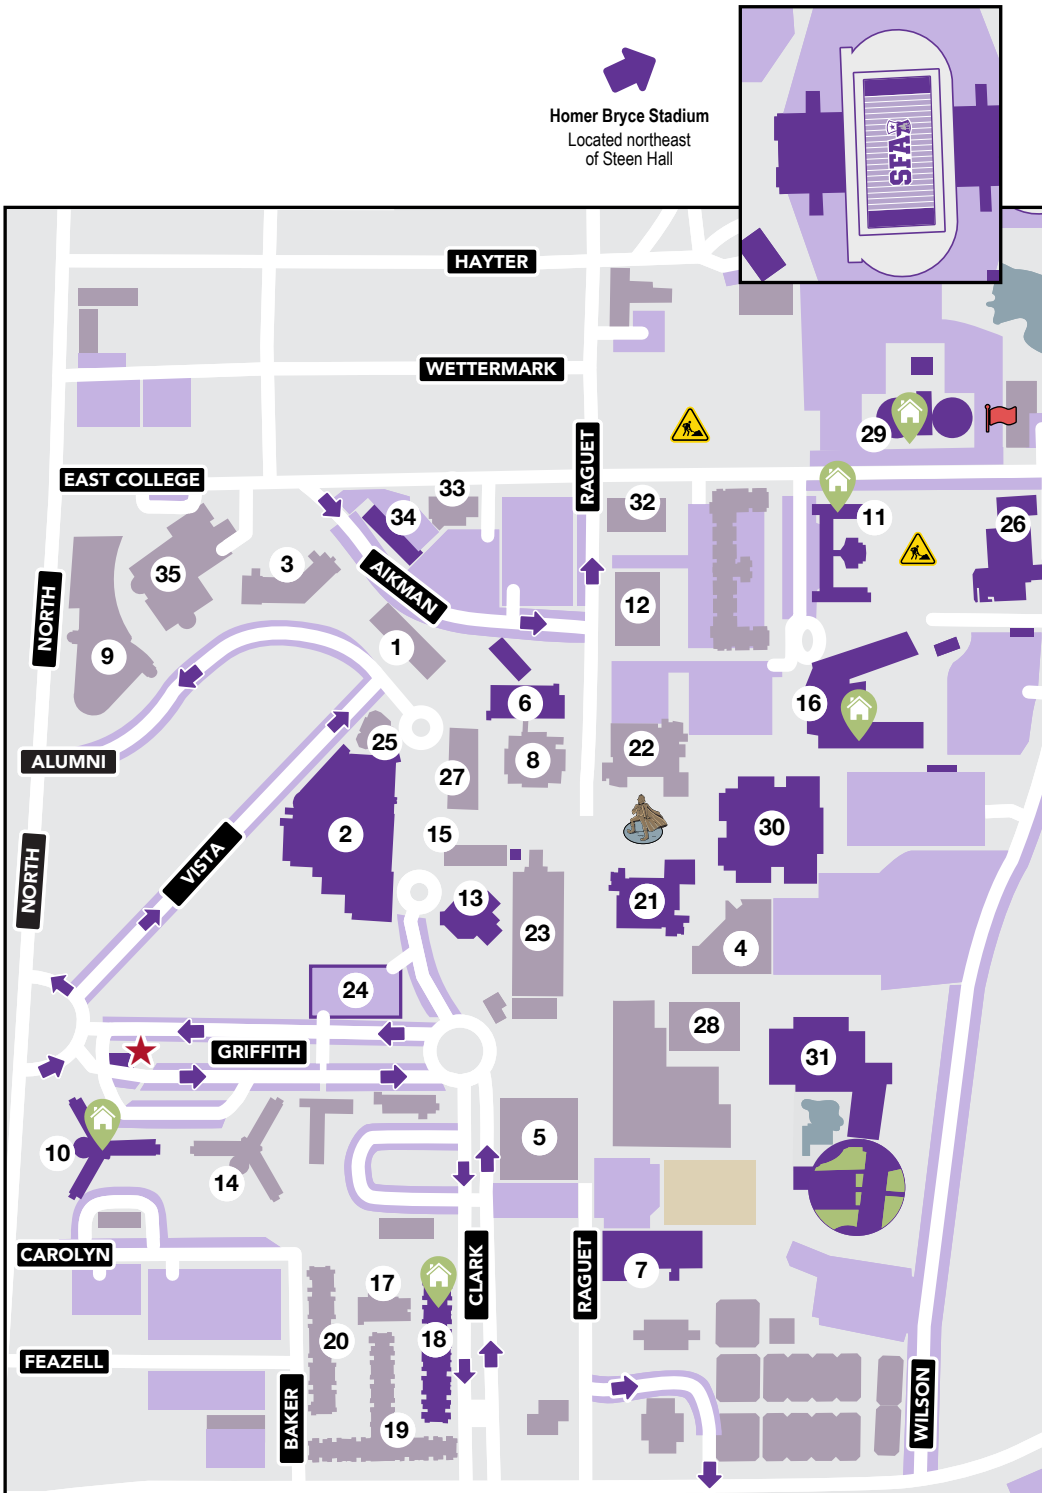 Homer Bryce Stadium
Located northeast
of Steen Hall
SFA
HAYTER
WETTERMARK
RAGUET
29
EAST COLLEGE
33
34
32
11
26
35
3
AIKMAN
12
NORTH
9
1
6
16
25
22
ALUMNI
27
8
2
15
30
VISTA
NORTH
13
21
23
4
24
28
GRIFFITH
31
10
5
14
CAROLYN
CLARK
RAGUET
7
17
18
20
FEAZELL
BAKER
19
WILSON